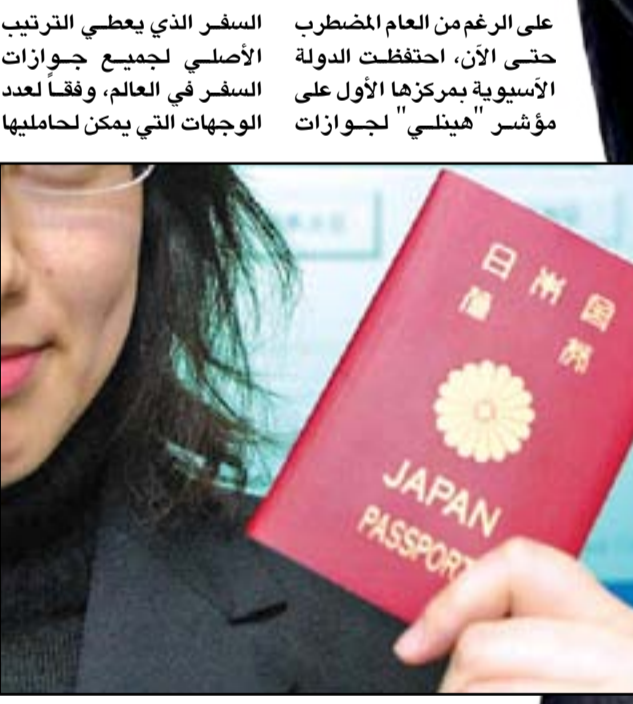 على الرغم من العام المضطرب
حتى الآن، احتفظت الدولة
الآسيوية بمركزها الأول على
مؤشر "هينلي" لجوازات
السفر الذي يعطي الترتيب
الأصلي لجميع جوازات
السفر في العالم، وفقاً لعدد
الوجهات التي يمكن لحامليها
日本国
旅券
JAPAN
PASSPORT